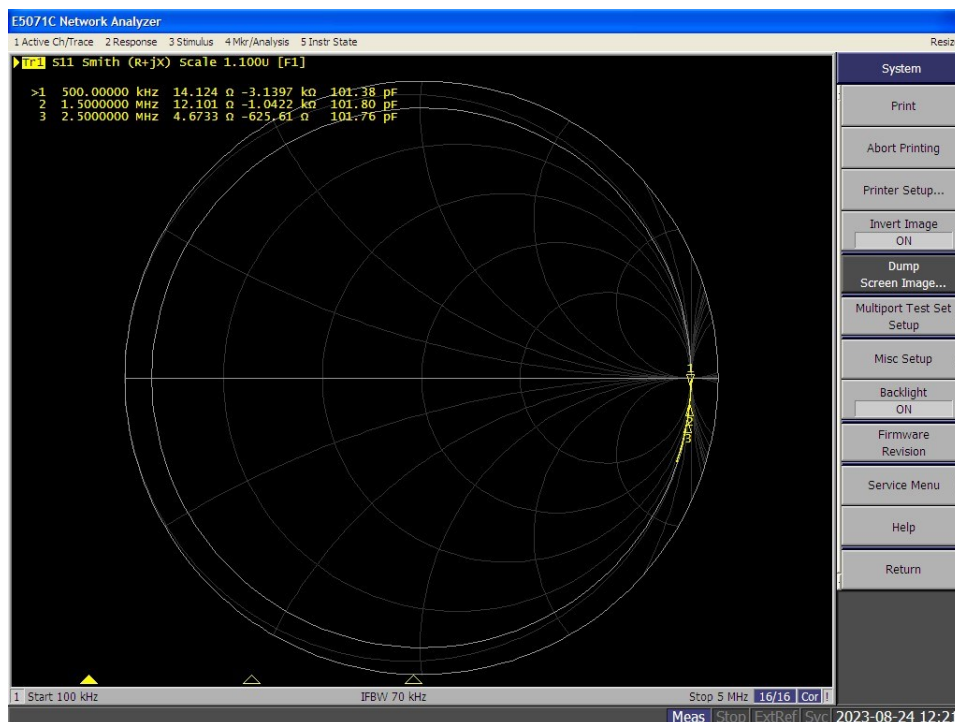 E5071C Network Analyzer
1 Active Ch/Trace 2 Response 3 Stimulus 4 Mkr/Analysis 5 Instr State
Tr1 S11 Smith (R+jX) Scale 1.100U [F1]
>1 500.00000 kHz 14.124 Ω -3.1397 kΩ 101.38 pF
2 1.5000000 MHz 12.101 Ω -1.0422 kΩ 101.80 pF
3 2.5000000 MHz 4.6733 Ω -625.61 Ω 101.76 pF
System
Print
Abort Printing
Printer Setup...
Invert Image
ON
Dump
Screen Image...
Multiport Test Set
Setup
Misc Setup
Backlight
ON
Firmware
Revision
Service Menu
Help
Return
1
3
1 Start 100 kHz IFBW 70 kHz Stop 5 MHz 16/16 Cor !
Meas Stop ExtRef Svc 2023-08-24 12:21